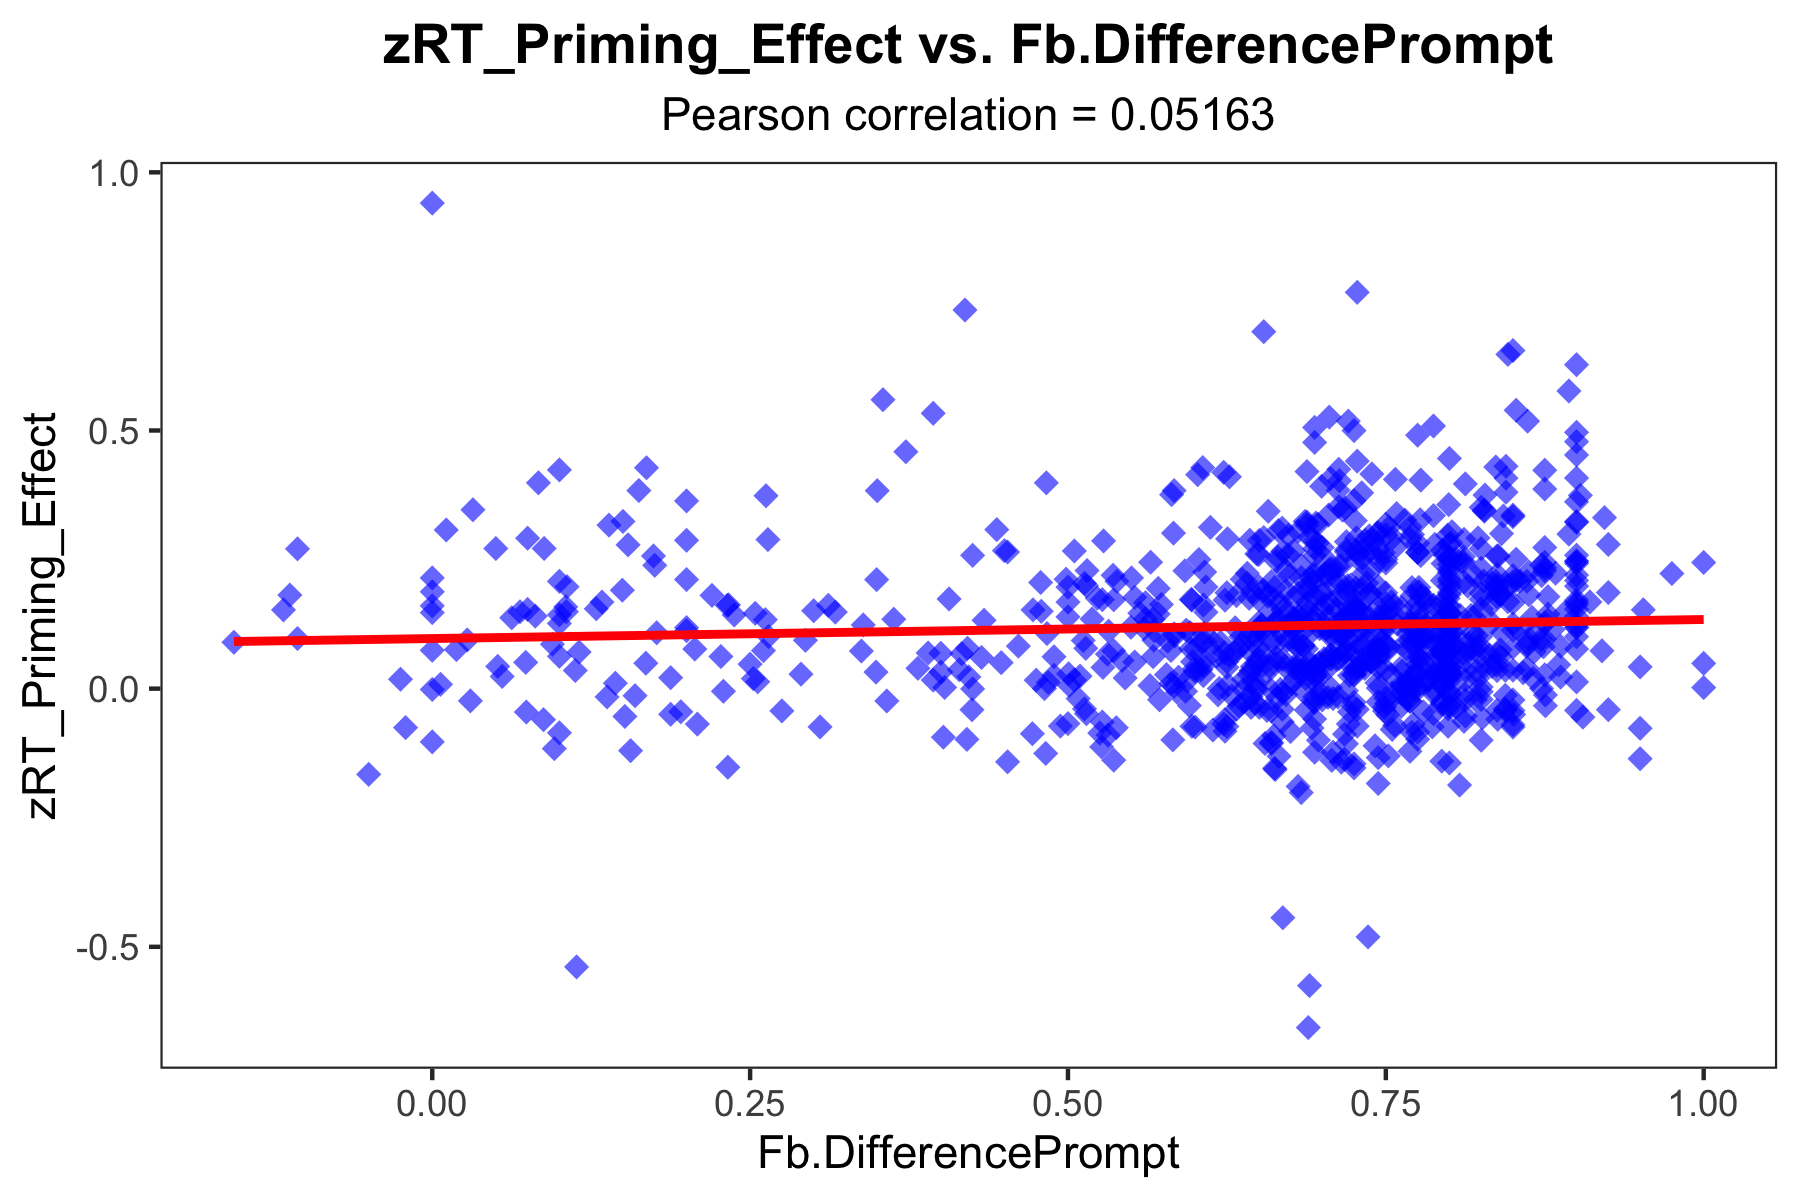 zRT_Priming_Effect vs. Fb.DifferencePrompt
Pearson correlation = 0.05163
zRT_Priming_Effect
1.0
0.5
0.0
-0.5
0.00 0.25 0.50 0.75 1.00
Fb.DifferencePrompt